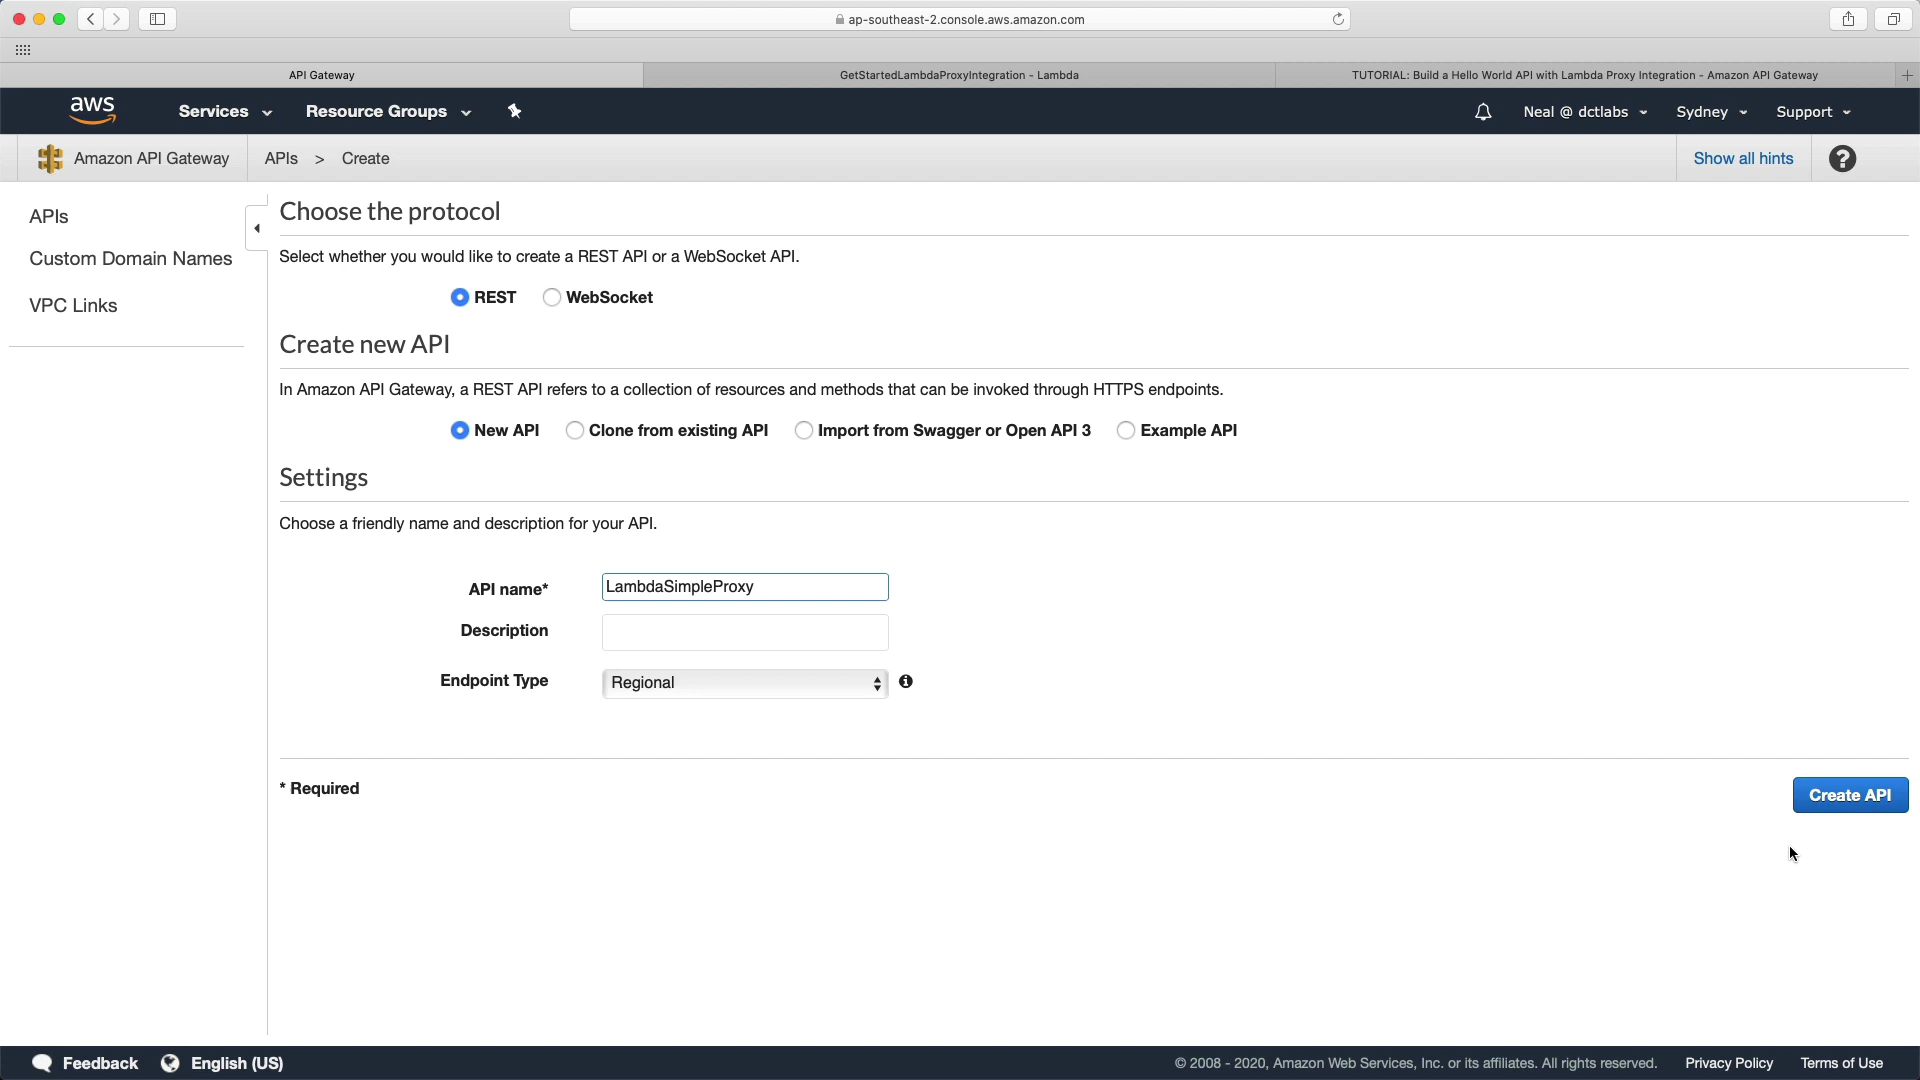 ap-southeast-2.console.aws.amazon.com
API Gateway
GetStartedLambdaProxyIntegration - Lambda
TUTORIAL: Build a Hello World API with Lambda Proxy Integration - Amazon API Gateway
aws
Services
Resource Groups
Neal @ dctlabs
Sydney
Support
Amazon API Gateway
APIs > Create
Show all hints
APIs
Custom Domain Names
VPC Links
Choose the protocol
Select whether you would like to create a REST API or a WebSocket API.
REST
WebSocket
Create new API
In Amazon API Gateway, a REST API refers to a collection of resources and methods that can be invoked through HTTPS endpoints.
New API
Clone from existing API
Import from Swagger or Open API 3
Example API
Settings
Choose a friendly name and description for your API.
API name*
LambdaSimpleProxy
Description
Endpoint Type
Regional
* Required
Create API
Feedback
English (US)
© 2008 - 2020, Amazon Web Services, Inc. or its affiliates. All rights reserved.
Privacy Policy
Terms of Use